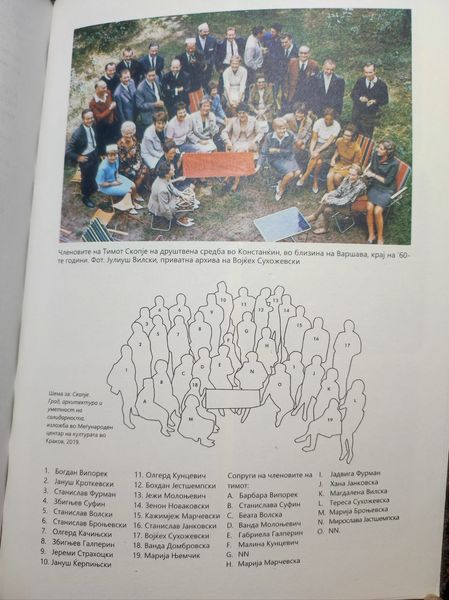 Членовите на Тимот Скопје на друштвена средба во Констанќин, во близина на Варшава, крај на '60-
те години. Фот. Јулиуш Вилски, приватна архива на Војќех Сухожевски
Шема за: Скопје.
Град, архитектура и
уметност на
солидарноста,
изложба во Меѓународен
центар на културата во
Краков, 2019.
1. Богдан Випорек
2. Јануш Кротќевски
3. Станислав Фурман
4. Збигњев Суфин
5. Станислав Волски
6. Станислав Броњевски
7. Олгерд Качињски
8. Збигњев Галперин
9. Јереми Страхоцки
10. Јануш Керпињски
11. Олгерд Кунцевич
12. Бохдан Јестшемпски
13. Јежи Молоњевич
14. Зенон Новаковски
15. Кажимјеж Марчевски
16. Станислав Јанковски
17. Војќех Сухожевски
18. Ванда Домбровска
19. Марија Њемчик
Сопруги на членовите на
тимот:
A. Барбара Випорек
B. Станислава Суфин
C. Беата Волска
D. Ванда Молоњевич
E. Габриела Галперин
F. Малина Кунцевич
G. NN
H. Марија Марчевска
I. Јадвига Фурман
J. Хана Јанковска
K. Магдалена Вилска
L. Тереса Сухожевска
M. Марија Броњевска
N. Мирослава Јастшемпска
O. NN.